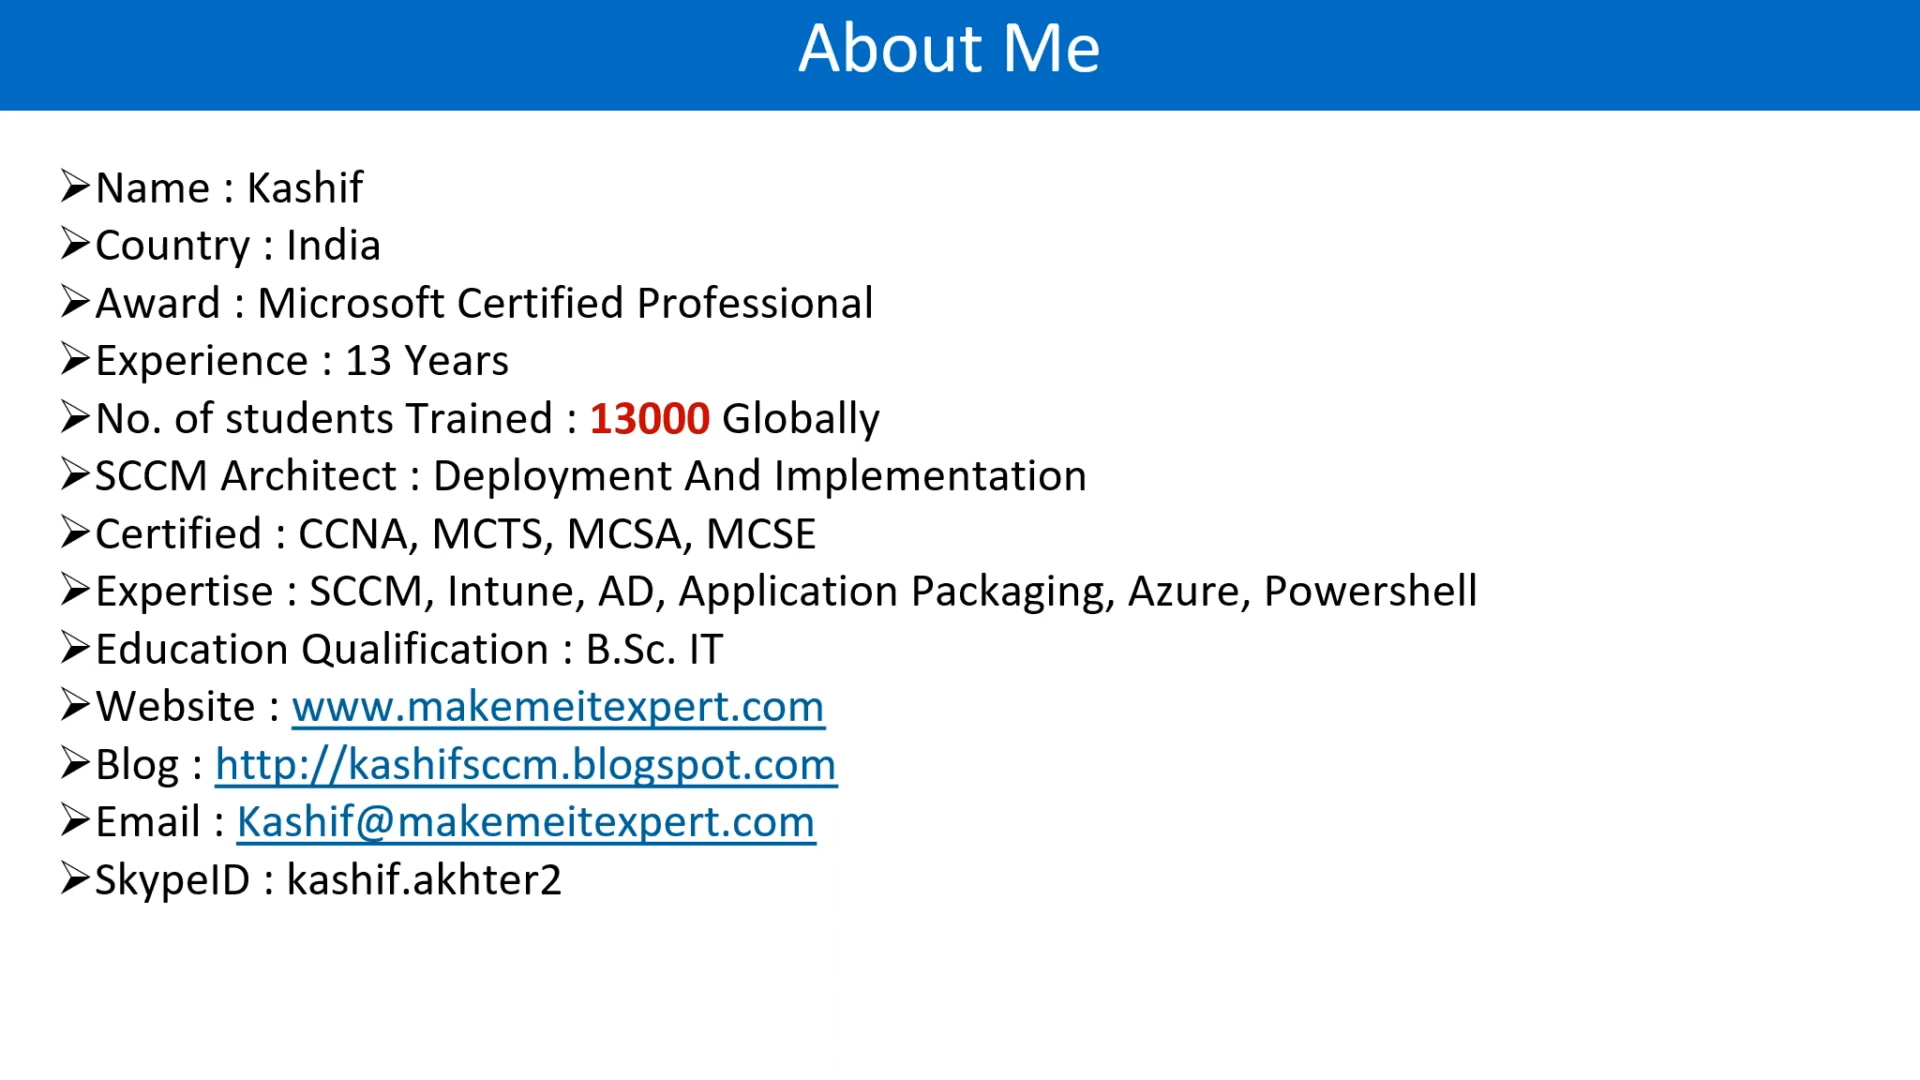 About Me
➢Name : Kashif
➢Country : India
➢Award : Microsoft Certified Professional
➢Experience : 13 Years
➢No. of students Trained : 13000 Globally
➢SCCM Architect : Deployment And Implementation
➢Certified : CCNA, MCTS, MCSA, MCSE
➢Expertise : SCCM, Intune, AD, Application Packaging, Azure, Powershell
➢Education Qualification : B.Sc. IT
➢Website : www.makemeitexpert.com
➢Blog : http://kashifsccm.blogspot.com
➢Email : Kashif@makemeitexpert.com
➢SkypeID : kashif.akhter2